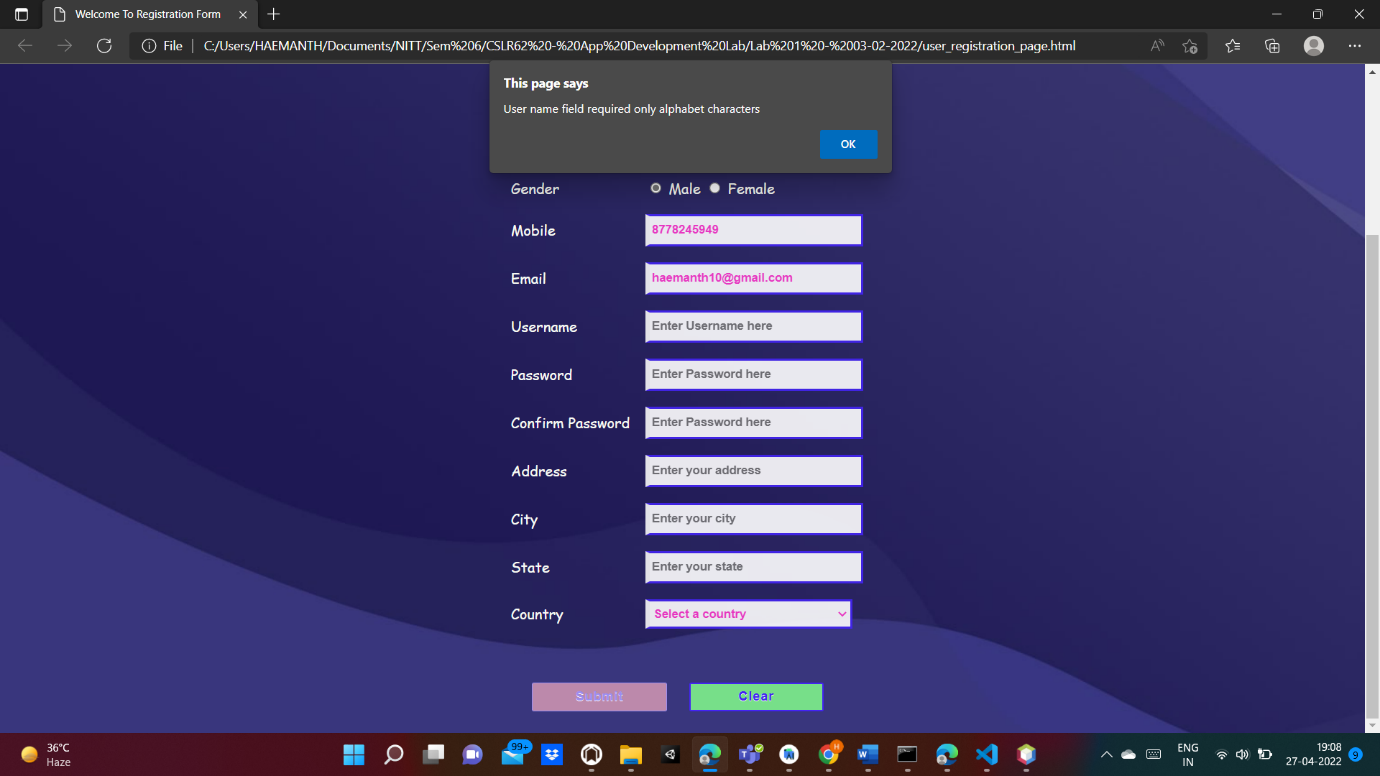 Welcome To Registration Form
File C:/Users/HAEMANTH/Documents/NITT/Sem%206/CSLR62%20-%20App%20Development%20Lab/Lab%201%20-%2003-02-2022/user_registration_page.html
This page says
User name field required only alphabet characters
OK
Gender Male Female
Mobile 8778245949
Email haemanth10@gmail.com
Username Enter Username here
Password Enter Password here
Confirm Password Enter Password here
Address Enter your address
City Enter your city
State Enter your state
Country Select a country
Submit Clear
36°C
Haze
99+
H
ENG
IN
19:08
27-04-2022
9